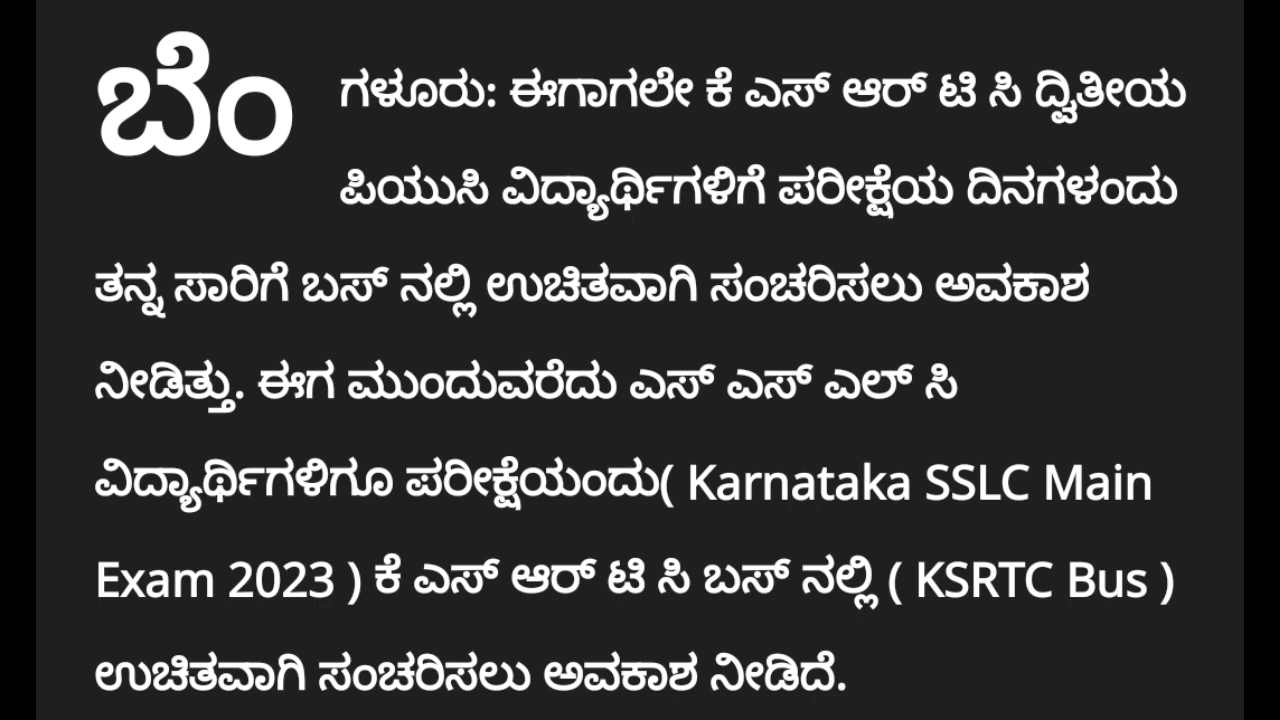 ಬೆಂಗಳೂರು: ಈಗಾಗಲೇ ಕೆ ಎಸ್ ಆರ್ ಟಿ ಸಿ ದ್ವಿತೀಯ
ಪಿಯುಸಿ ವಿದ್ಯಾರ್ಥಿಗಳಿಗೆ ಪರೀಕ್ಷೆಯ ದಿನಗಳಂದು
ತನ್ನ ಸಾರಿಗೆ ಬಸ್ ನಲ್ಲಿ ಉಚಿತವಾಗಿ ಸಂಚರಿಸಲು ಅವಕಾಶ
ನೀಡಿತ್ತು. ಈಗ ಮುಂದುವರೆದು ಎಸ್ ಎಸ್ ಎಲ್ ಸಿ
ವಿದ್ಯಾರ್ಥಿಗಳಿಗೂ ಪರೀಕ್ಷೆಯಂದು( Karnataka SSLC Main
Exam 2023 ) ಕೆ ಎಸ್ ಆರ್ ಟಿ ಸಿ ಬಸ್ ನಲ್ಲಿ ( KSRTC Bus )
ಉಚಿತವಾಗಿ ಸಂಚರಿಸಲು ಅವಕಾಶ ನೀಡಿದೆ.